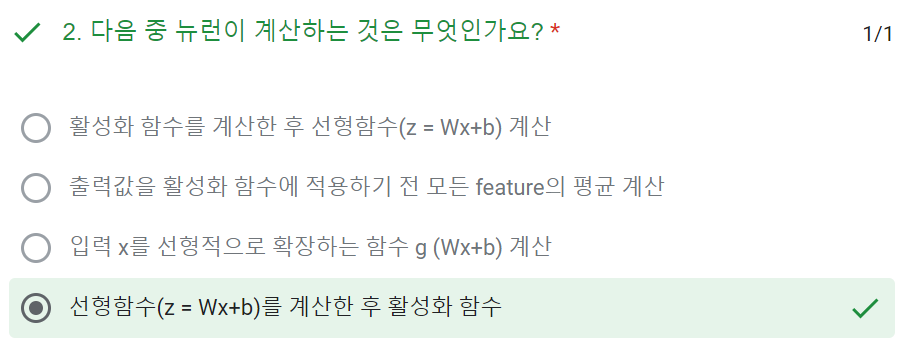 2. 다음 중 뉴런이 계산하는 것은 무엇인가요? * 1/1
활성화 함수를 계산한 후 선형함수(z = Wx+b) 계산
출력값을 활성화 함수에 적용하기 전 모든 feature의 평균 계산
입력 x를 선형적으로 확장하는 함수 g (Wx+b) 계산
선형함수(z = Wx+b)를 계산한 후 활성화 함수